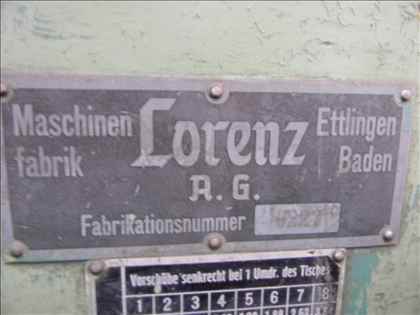 Maschinen Lorenz Ettlingen
fabrik Baden
A. G.
Fabrikationsnummer
Vorschübe senkrecht bei 1 Umdr. des Tische
1 2 3 4 5 6 7 8